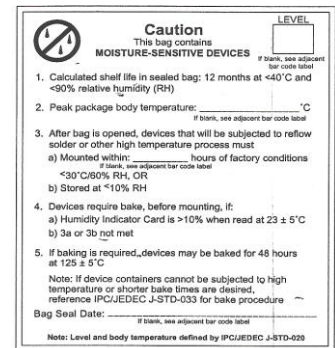 LEVEL
Caution
This bag contains
MOISTURE-SENSITIVE DEVICES
If blank, see adjacent
bar code label
1. Calculated shelf life in sealed bag: 12 months at <40°C and
<90% relative humidity (RH)
2. Peak package body temperature: ____________ °C
If blank, see adjacent bar code label
3. After bag is opened, devices that will be subjected to reflow
solder or other high temperature process must
a) Mounted within: ________ hours of factory conditions
If blank, see adjacent bar code label
<30°C/60% RH, OR
b) Stored at <10% RH
4. Devices require bake, before mounting, if:
a) Humidity Indicator Card is >10% when read at 23 ± 5°C
b) 3a or 3b not met
5. If baking is required, devices may be baked for 48 hours
at 125 ± 5°C
Note: If device containers cannot be subjected to high
temperature or shorter bake times are desired,
reference IPC/JEDEC J-STD-033 for bake procedure
Bag Seal Date: ____________
If blank, see adjacent bar code label
Note: Level and body temperature defined by IPC/JEDEC J-STD-020